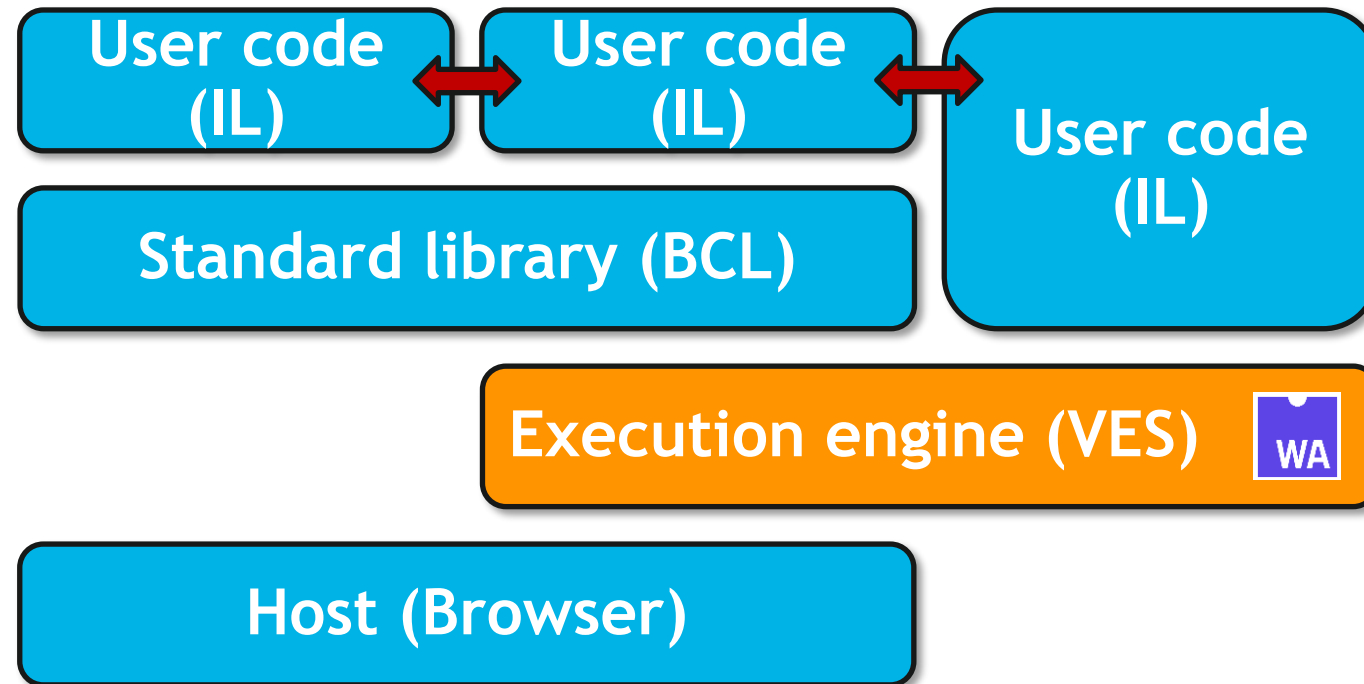 User code
(IL)
User code
(IL)
User code
(IL)
Standard library (BCL)
Execution engine (VES)
WA
Host (Browser)